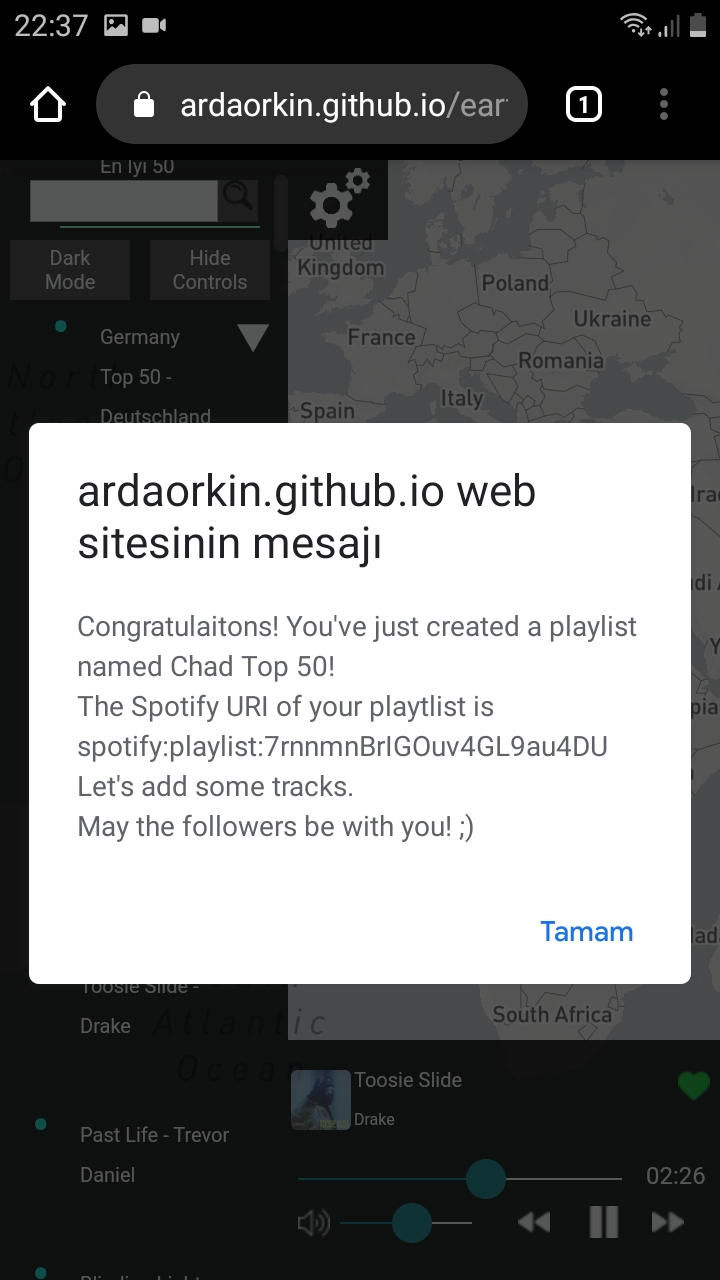 22:37
ardaorkin.github.io/ear
1
En İyi 50
Dark
Mode
Hide
Controls
Germany
Top 50 -
Deutschland
United
Kingdom
Poland
Ukraine
France
Romania
Italy
Spain
ardaorkin.github.io web
sitesinin mesajı
Congratulaitons! You've just created a playlist
named Chad Top 50!
The Spotify URI of your playtlist is
spotify:playlist:7rnnmnBrIGOuv4GL9au4DU
Let's add some tracks.
May the followers be with you! ;)
Tamam
Toosie Slide -
Drake
Atlantic
Ocean
South Africa
Toosie Slide
Drake
Past Life - Trevor
Daniel
02:26